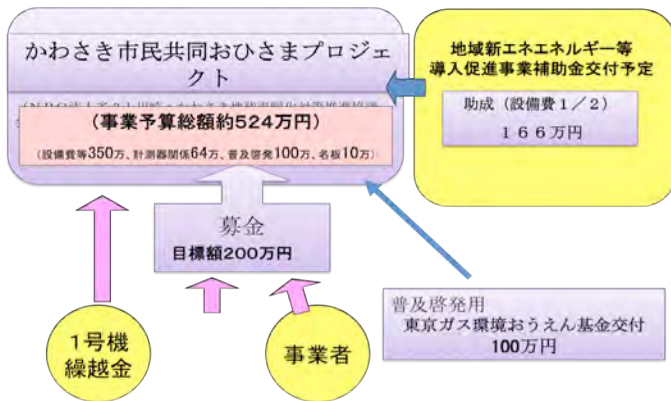 かわさき市民共同おひさまプロジェ
クト
（事業予算総額約524万円）
（設備費等350万、計測器関係64万、普及啓発100万、名板10万）
地域新エネエネルギー等
導入促進事業補助金交付予定
助成（設備費１／２）
１６６万円
募金
目標額200万円
1号機
繰越金
事業者
普及啓発用
東京ガス環境おうえん基金交付
100万円